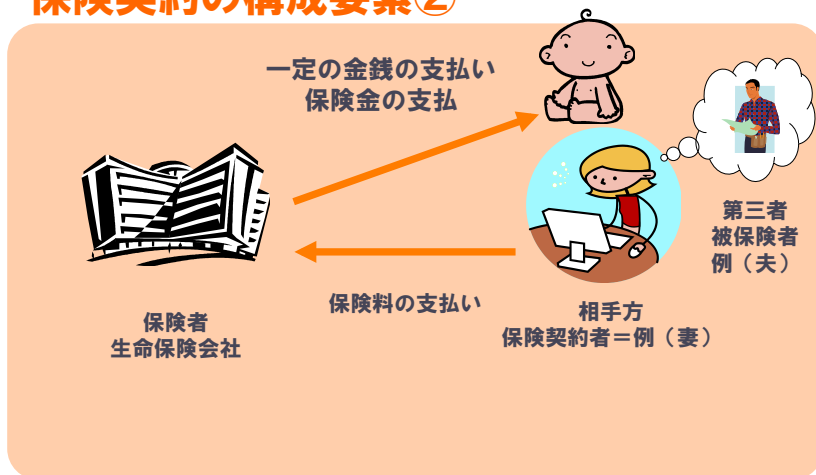 保険契約の構成要素②
一定の金銭の支払い
保険金の支払
第三者
被保険者
例（夫）
保険料の支払い
保険者
生命保険会社
相手方
保険契約者＝例（妻）